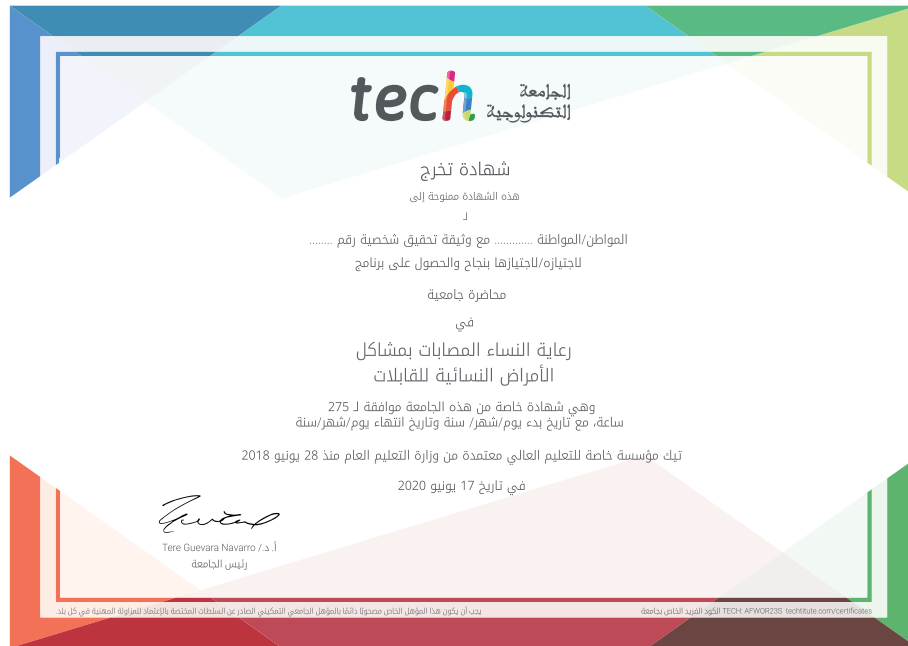 tech الجامعة
التكنولوجية
شهادة تخرج
هذه الشهادة ممنوحة إلى
لـ
المواطن/المواطنة ............. مع وثيقة تحقيق شخصية رقم ........
لاجتيازه/لاجتيازها بنجاح والحصول على برنامج
محاضرة جامعية
في
رعاية النساء المصابات بمشاكل
الأمراض النسائية للقابلات
وهي شهادة خاصة من هذه الجامعة موافقة لـ 275
ساعة، مع تاريخ بدء يوم/شهر/ سنة وتاريخ انتهاء يوم/شهر/سنة
تيك مؤسسة خاصة للتعليم العالي معتمدة من وزارة التعليم العام منذ 28 يونيو 2018
في تاريخ 17 يونيو 2020
أ. د./ Tere Guevara Navarro
رئيس الجامعة
يجب أن يكون هذا المؤهل الخاص مصحوبًا دائمًا بالمؤهل الجامعي التمكيني الصادر عن السلطات المختصة بالإعتماد للمزاولة المهنية في كل بلد.
الكود الفريد الخاص بجامعة TECH: AFWOR23S techtitute.com/certificates